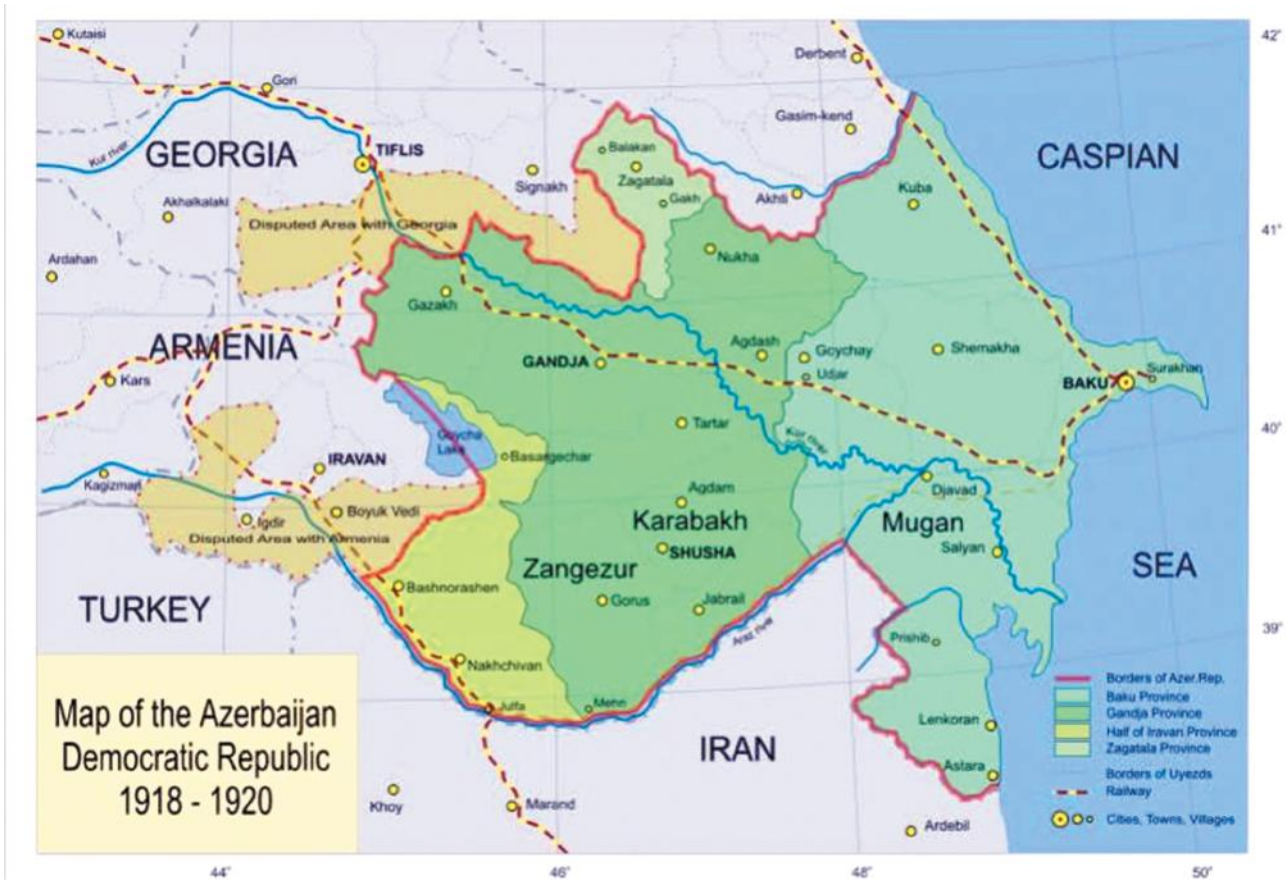 Kutaisi
42°
Derbent
Gori
Gasim-kend
Kur river
GEORGIA
TIFLIS
CASPIAN
Balakan
Signakh
Zagatala
Kuba
Akhalkalaki
Gakh
Akhti
Disputed Area with Georgia
41°
Nukha
Ardahan
Gazakh
ARMENIA
Agdash
Goychay
Shemakha
GANDJA
Surakhan
Kars
Udjar
BAKU
Tartar
40°
Goycha
Lake
Kur river
IRAVAN
Basargechar
Kagizman
Djavad
Agdam
Boyuk Vedi
Igdir
Karabakh
Mugan
Disputed Area with Armenia
SHUSHA
Salyan
Zangezur
SEA
Bashnorashen
TURKEY
Gorus
Jabrail
39°
Araz river
Prishib
Nakhchivan
Borders of Azer.Rep.
Baku Province
Map of the Azerbaijan
Democratic Republic
1918 - 1920
Julfa
Mehri
Gandja Province
Lenkoran
Half of Iravan Province
IRAN
Zagatala Province
Astara
Borders of Uyezds
Railway
Khoy
Marand
Cities, Towns, Villages
Ardebil
44°
46°
48°
50°